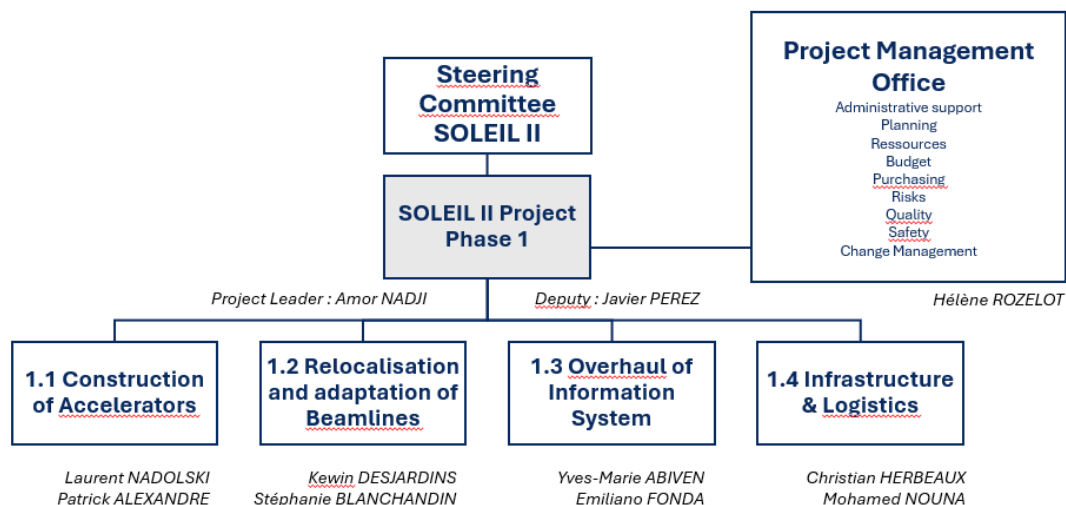 Steering
Committee
SOLEIL II
Project Management
Office
Administrative support
Planning
Ressources
Budget
Purchasing
Risks
Quality
Safety
Change Management
Hélène ROZELOT
SOLEIL II Project
Phase 1
Project Leader : Amor NADJI
Deputy : Javier PEREZ
1.1 Construction
of Accelerators
Laurent NADOLSKI
Patrick ALEXANDRE
1.2 Relocalisation
and adaptation of
Beamlines
Kewin DESJARDINS
Stéphanie BLANCHANDIN
1.3 Overhaul of
Information
System
Yves-Marie ABIVEN
Emiliano FONDA
1.4 Infrastructure
& Logistics
Christian HERBEAUX
Mohamed NOUNA